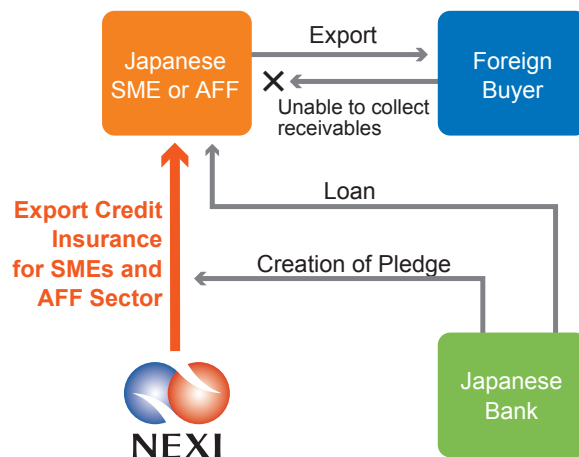 Japanese
SME or AFF
Export
Foreign
Buyer
Unable to collect
receivables
Loan
Export Credit
Insurance
for SMEs and
AFF Sector
Creation of Pledge
Japanese
Bank
NEXI